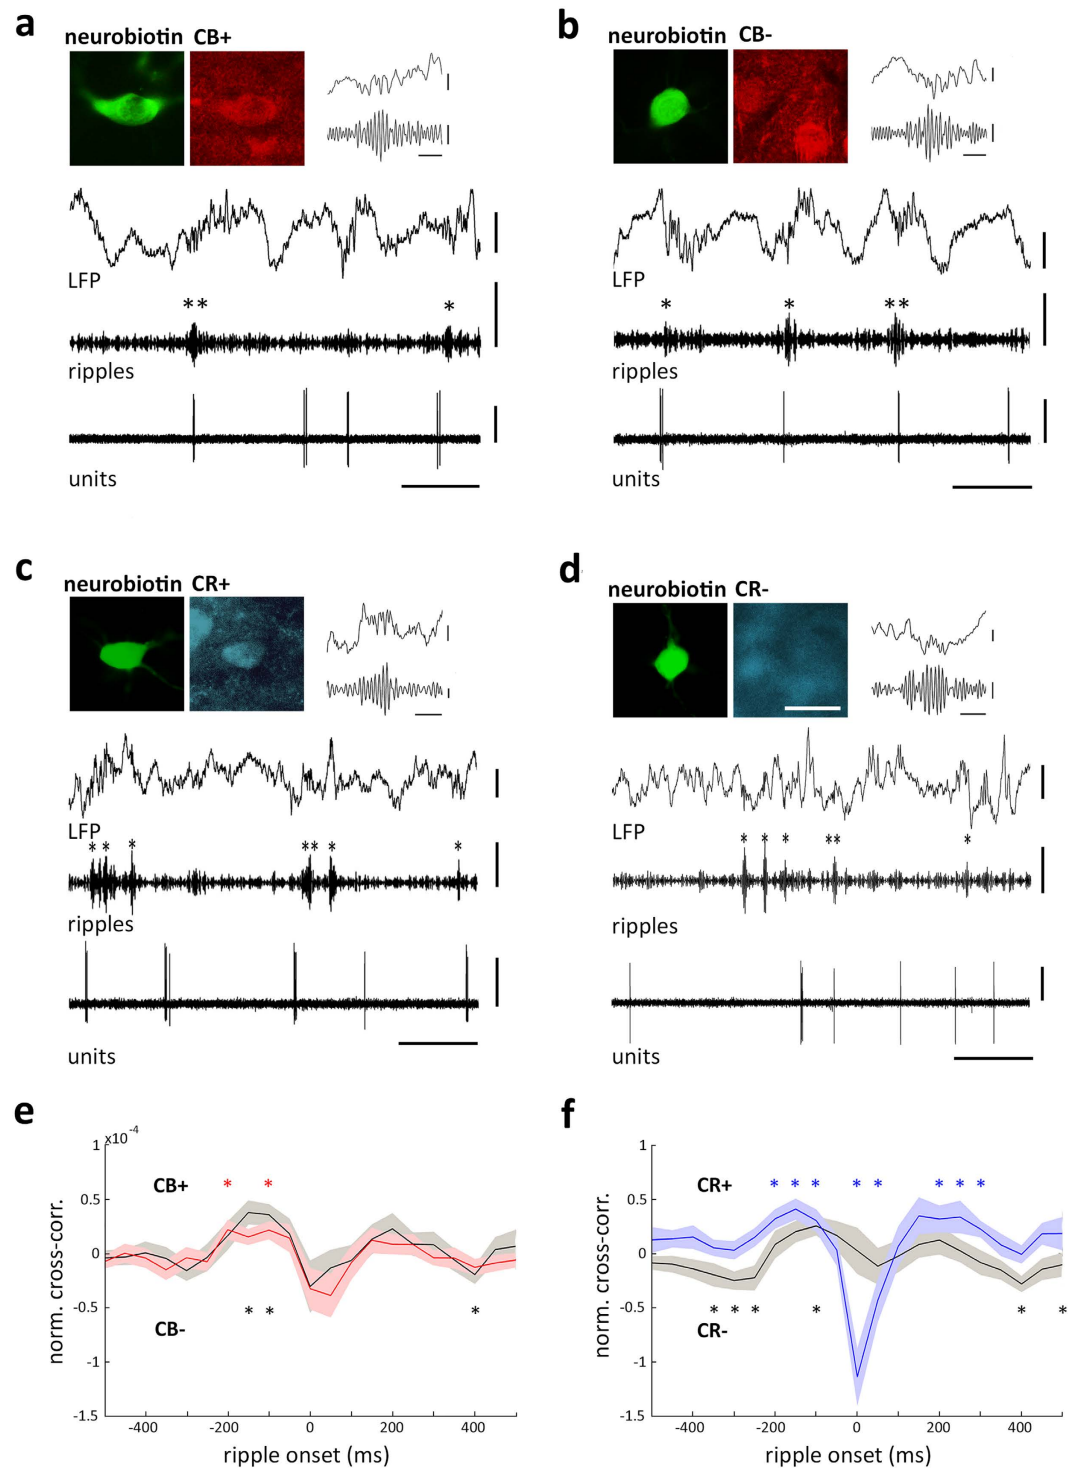 a
neurobiotin CB+
LFP
* * *
ripples
units
b
neurobiotin CB-
LFP
* * * *
ripples
units
c
neurobiotin CR+
LFP
* * * * * * *
ripples
units
d
neurobiotin CR-
LFP
* * * * * *
ripples
units
e
x10 -4
1
0.5
0
-0.5
-1
-1.5
norm. cross-corr.
CB+
* *
CB-
* * *
-400 -200 0 200 400
ripple onset (ms)
f
1
0.5
0
-0.5
-1
-1.5
norm. cross-corr.
CR+
* * * * * * * *
CR-
* * * * * *
-400 -200 0 200 400
ripple onset (ms)